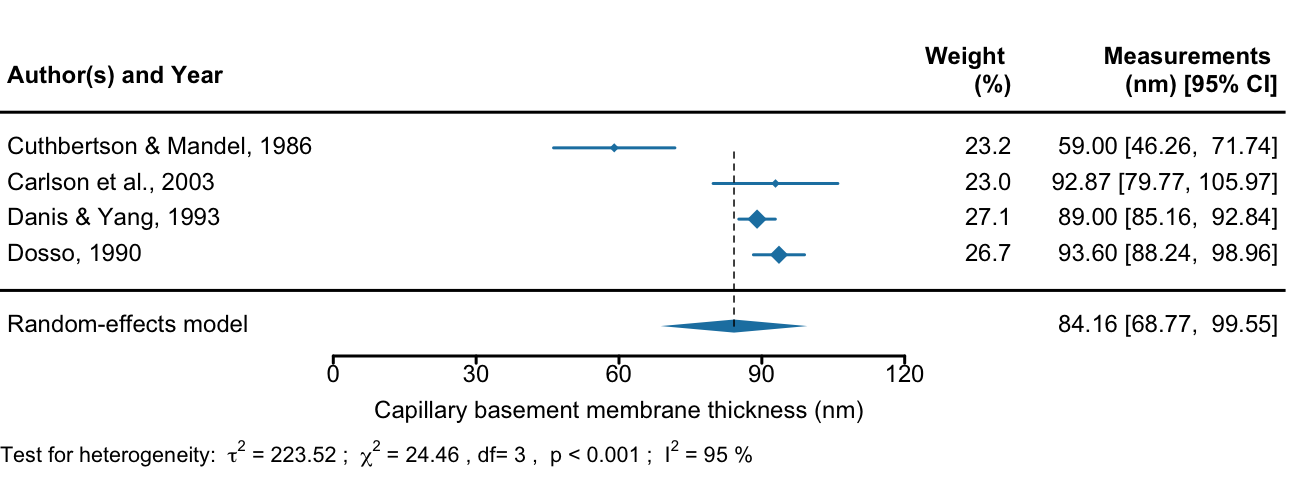 Author(s) and Year Weight (%) Measurements (nm) [95% CI]
Cuthbertson & Mandel, 1986 23.2 59.00 [46.26, 71.74]
Carlson et al., 2003 23.0 92.87 [79.77, 105.97]
Danis & Yang, 1993 27.1 89.00 [85.16, 92.84]
Dosso, 1990 26.7 93.60 [88.24, 98.96]
Random-effects model 84.16 [68.77, 99.55]
0 30 60 90 120
Capillary basement membrane thickness (nm)
Test for heterogeneity: τ² = 223.52 ; χ² = 24.46 , df= 3 , p < 0.001 ; I² = 95 %